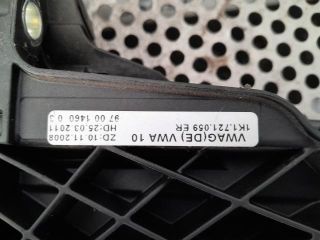 VWAG(DE) VWA 10
1K1.721.059 ER
ZD:10.11.2008
HD:25.03.2011
97 00 1460 0 3